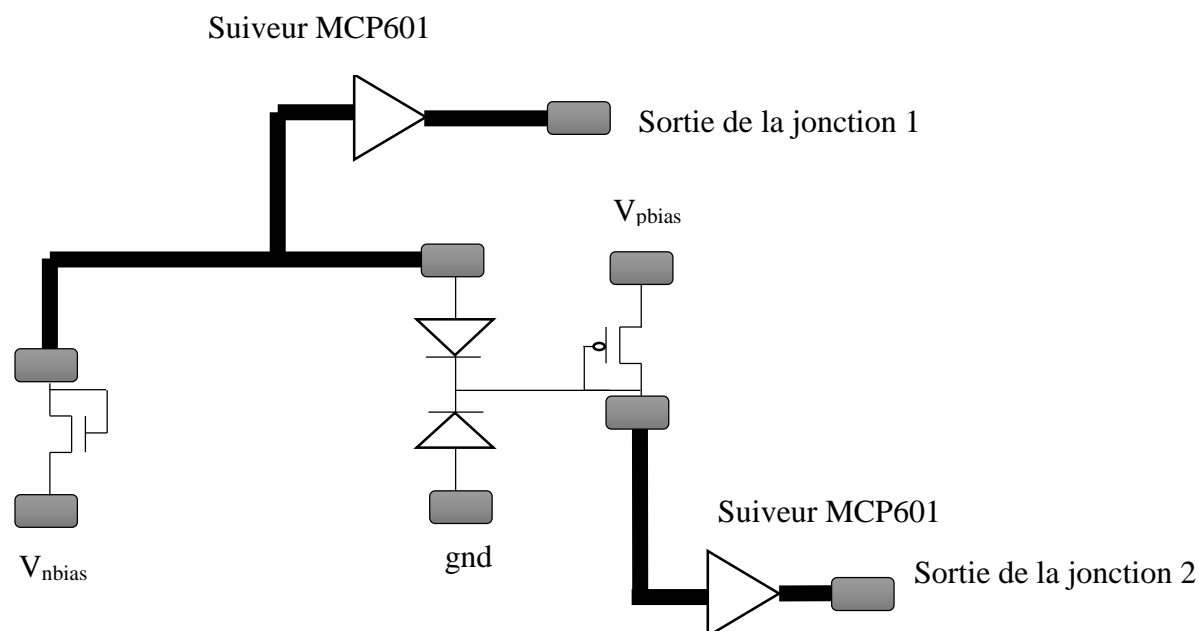 Suiveur MCP601
Sortie de la jonction 1
Vpbias
Vnbias
gnd
Suiveur MCP601
Sortie de la jonction 2